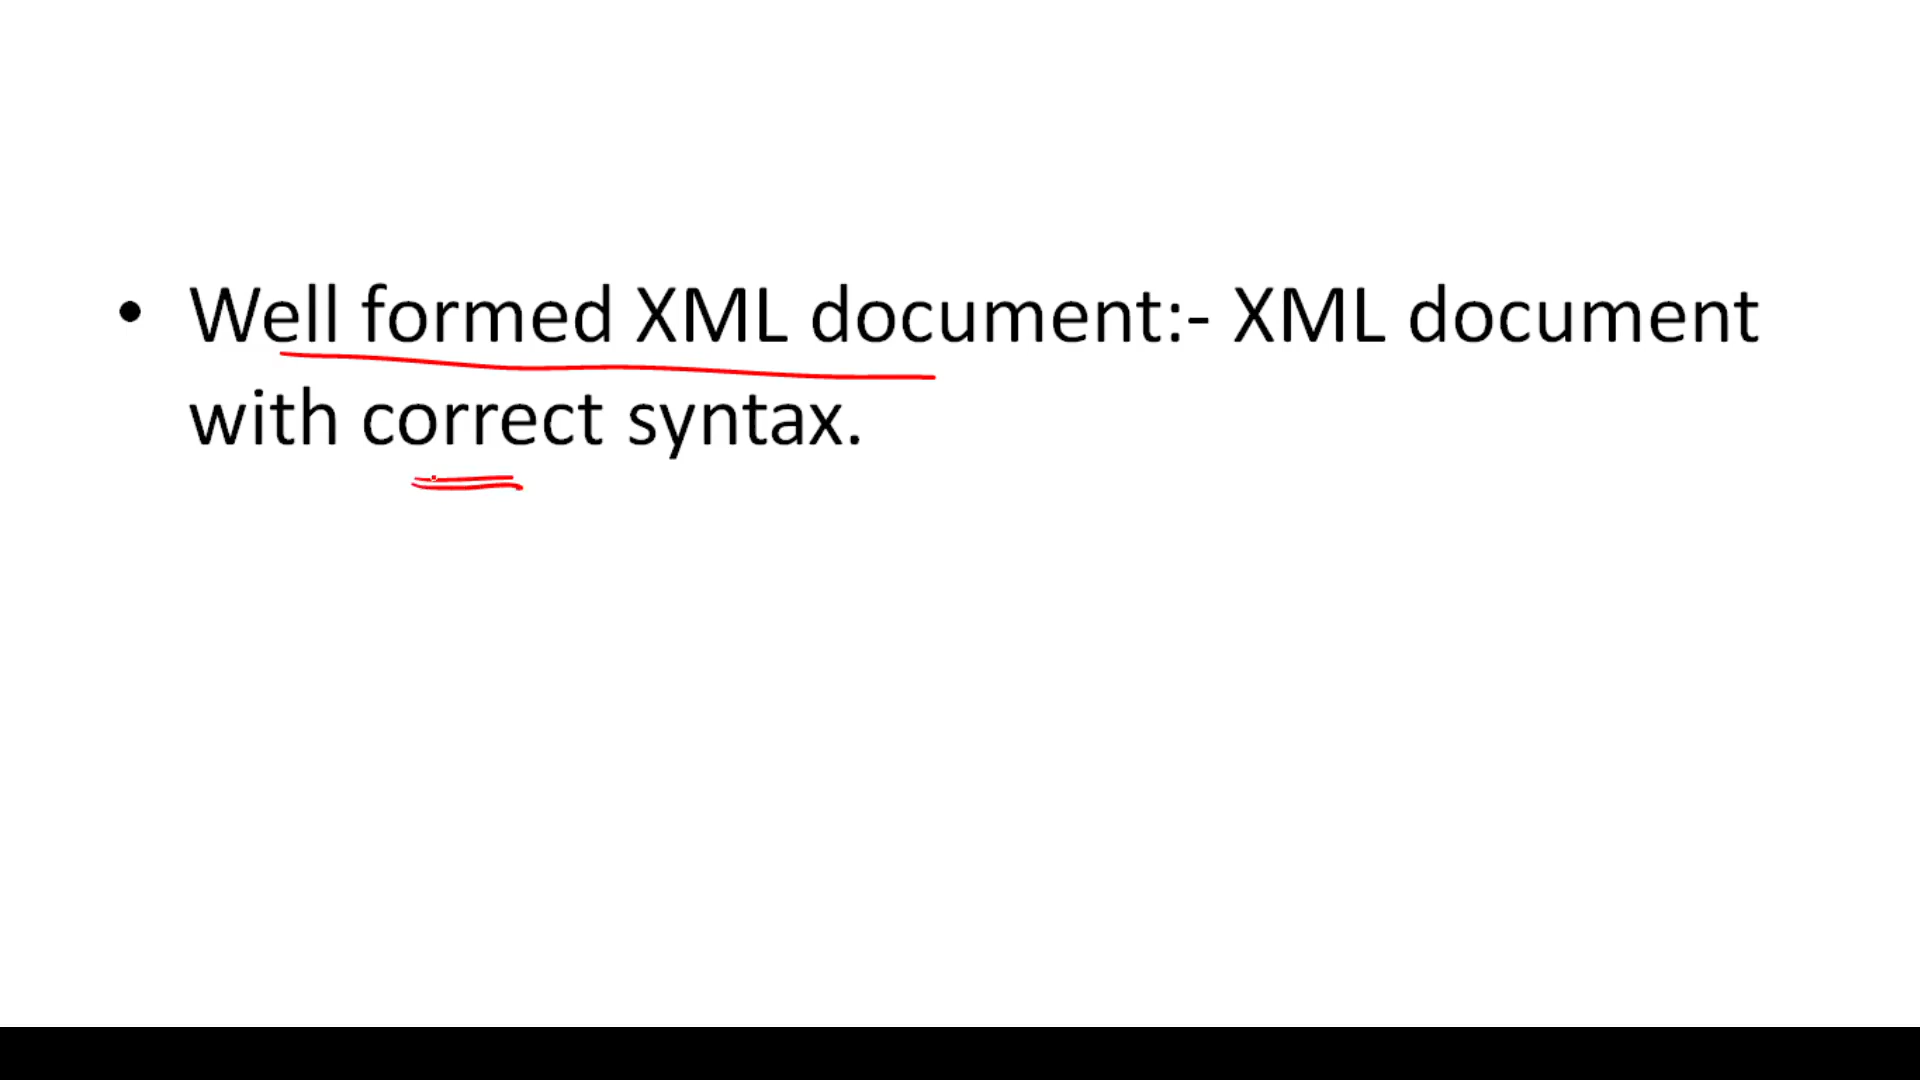 • Well formed XML document:- XML document
with correct syntax.